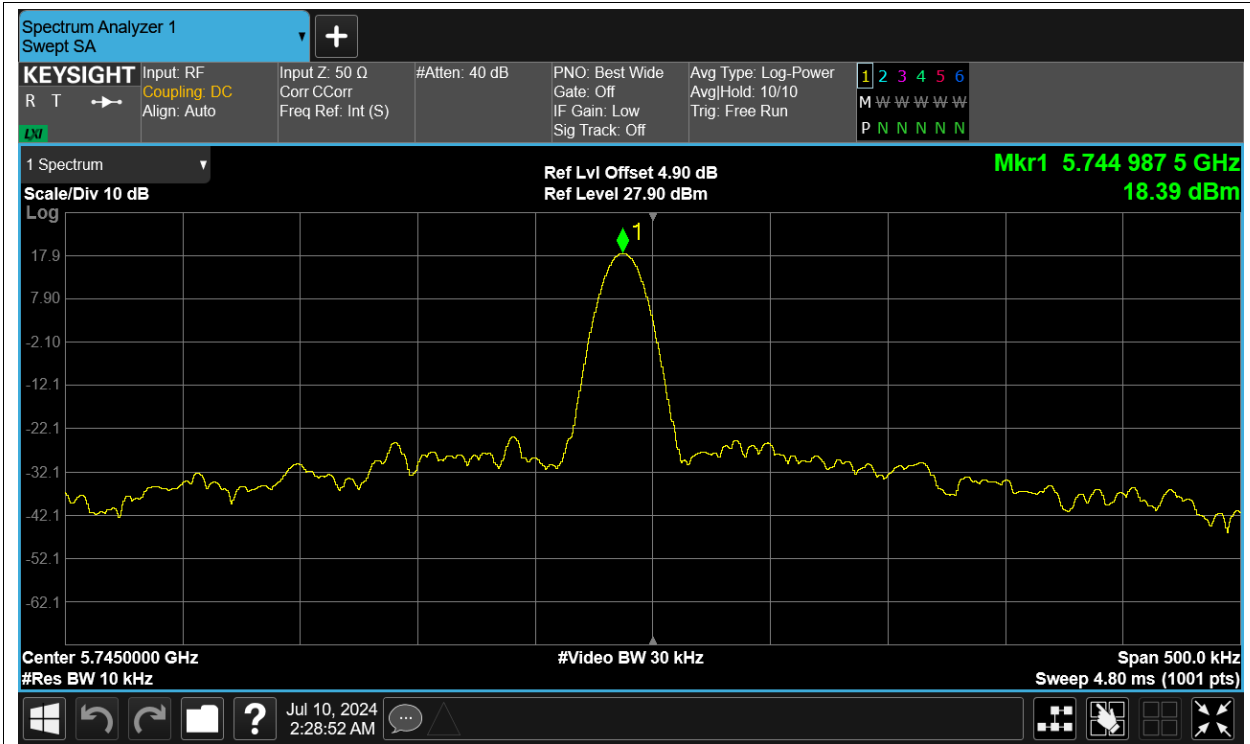 Spectrum Analyzer 1
Swept SA
KEYSIGHT
R T
LXI
Input: RF
Coupling: DC
Align: Auto
Input Z: 50 Ω
Corr CCorr
Freq Ref: Int (S)
#Atten: 40 dB
PNO: Best Wide
Gate: Off
IF Gain: Low
Sig Track: Off
Avg Type: Log-Power
Avg|Hold: 10/10
Trig: Free Run
1 2 3 4 5 6
M W W W W W
P N N N N N
1 Spectrum
Scale/Div 10 dB
Log
Ref Lvl Offset 4.90 dB
Ref Level 27.90 dBm
Mkr1 5.744 987 5 GHz
18.39 dBm
1
17.9
7.90
-2.10
-12.1
-22.1
-32.1
-42.1
-52.1
-62.1
Center 5.7450000 GHz
#Res BW 10 kHz
#Video BW 30 kHz
Span 500.0 kHz
Sweep 4.80 ms (1001 pts)
?
Jul 10, 2024
2:28:52 AM